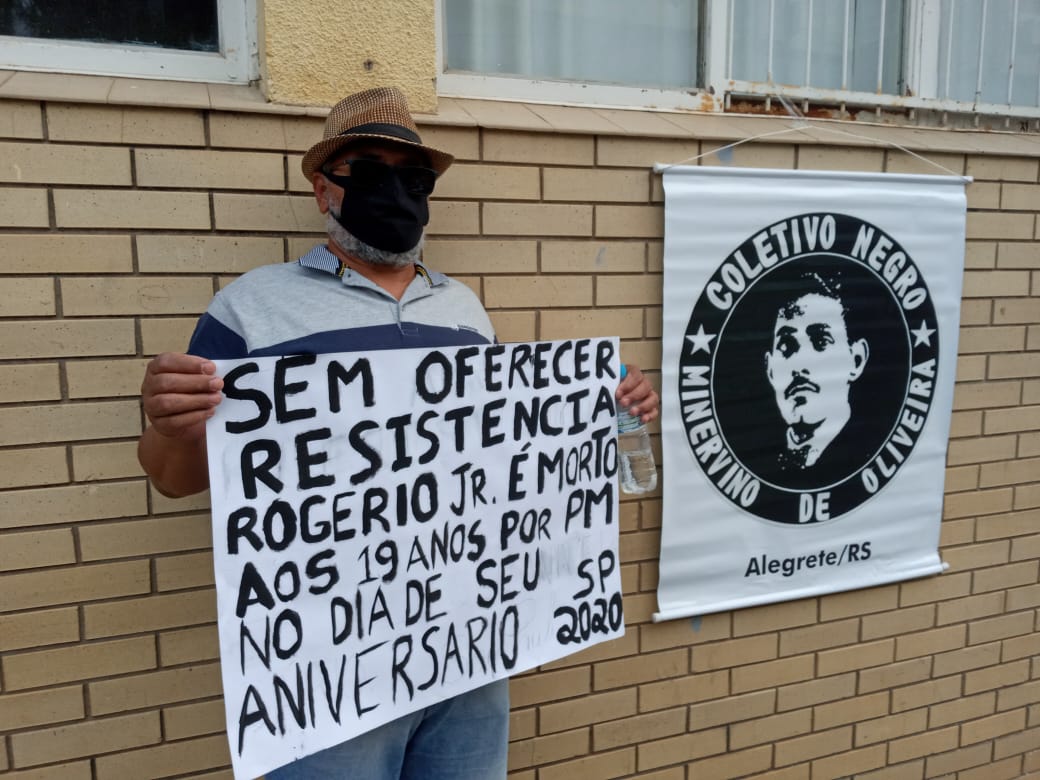 SEM OFERECER
RESISTENCIA
ROGERIO JR. É MORTO
AOS 19 ANOS POR PM
NO DIA DE SEU SP
ANIVERSARIO 2020
COLETIVO NEGRO
MINERVINO DE OLIVEIRA
Alegrete/RS